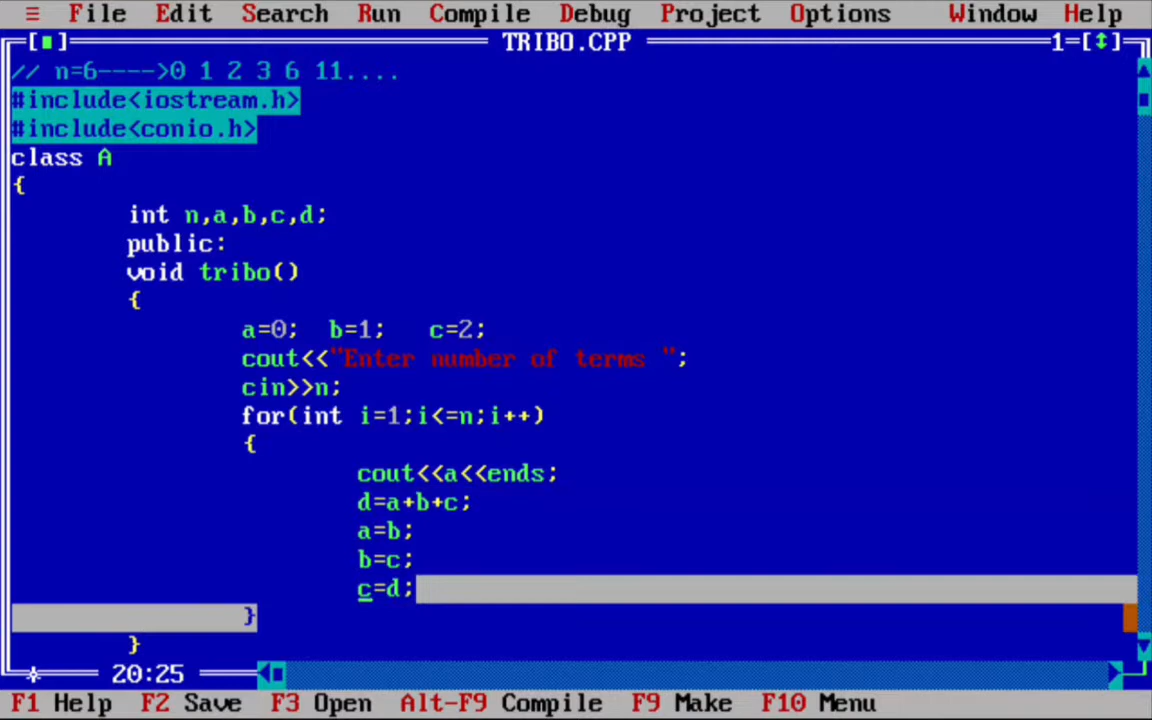 ≡ File Edit Search Run Compile Debug Project Options Window Help
[■] TRIBO.CPP 1=[↕]
// n=6---->0 1 2 3 6 11....
#include<iostream.h>
#include<conio.h>
class A
{
int n,a,b,c,d;
public:
void tribo()
{
a=0; b=1; c=2;
cout<<"Enter number of terms ";
cin>>n;
for(int i=1;i<=n;i++)
{
cout<<a<<ends;
d=a+b+c;
a=b;
b=c;
c=d;
}
}
20:25
F1 Help F2 Save F3 Open Alt-F9 Compile F9 Make F10 Menu